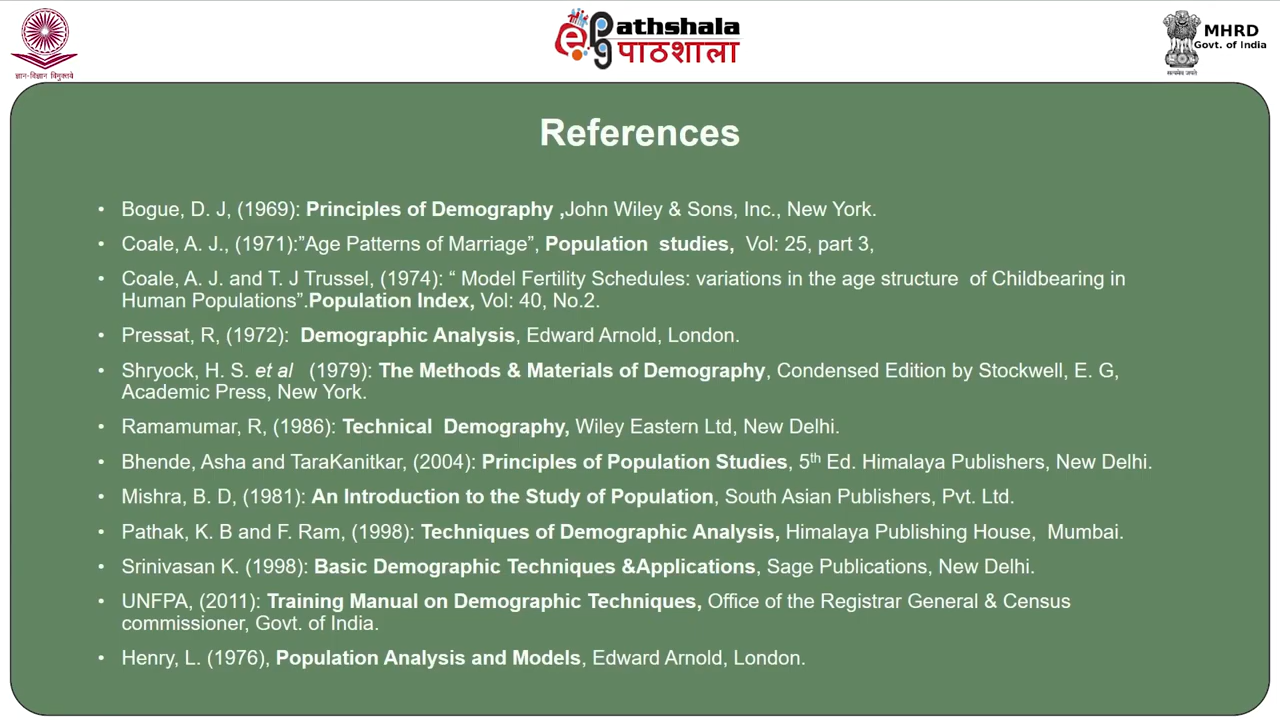 ज्ञान-विज्ञान विमुक्तये
ePathshala
पाठशाला
MHRD
Govt. of India
सत्यमेव जयते
References
• Bogue, D. J, (1969): Principles of Demography ,John Wiley & Sons, Inc., New York.
• Coale, A. J., (1971):”Age Patterns of Marriage”, Population studies, Vol: 25, part 3,
• Coale, A. J. and T. J Trussel, (1974): “ Model Fertility Schedules: variations in the age structure of Childbearing in
Human Populations”.Population Index, Vol: 40, No.2.
• Pressat, R, (1972): Demographic Analysis, Edward Arnold, London.
• Shryock, H. S. et al (1979): The Methods & Materials of Demography, Condensed Edition by Stockwell, E. G,
Academic Press, New York.
• Ramamumar, R, (1986): Technical Demography, Wiley Eastern Ltd, New Delhi.
• Bhende, Asha and TaraKanitkar, (2004): Principles of Population Studies, 5th Ed. Himalaya Publishers, New Delhi.
• Mishra, B. D, (1981): An Introduction to the Study of Population, South Asian Publishers, Pvt. Ltd.
• Pathak, K. B and F. Ram, (1998): Techniques of Demographic Analysis, Himalaya Publishing House, Mumbai.
• Srinivasan K. (1998): Basic Demographic Techniques &Applications, Sage Publications, New Delhi.
• UNFPA, (2011): Training Manual on Demographic Techniques, Office of the Registrar General & Census
commissioner, Govt. of India.
• Henry, L. (1976), Population Analysis and Models, Edward Arnold, London.